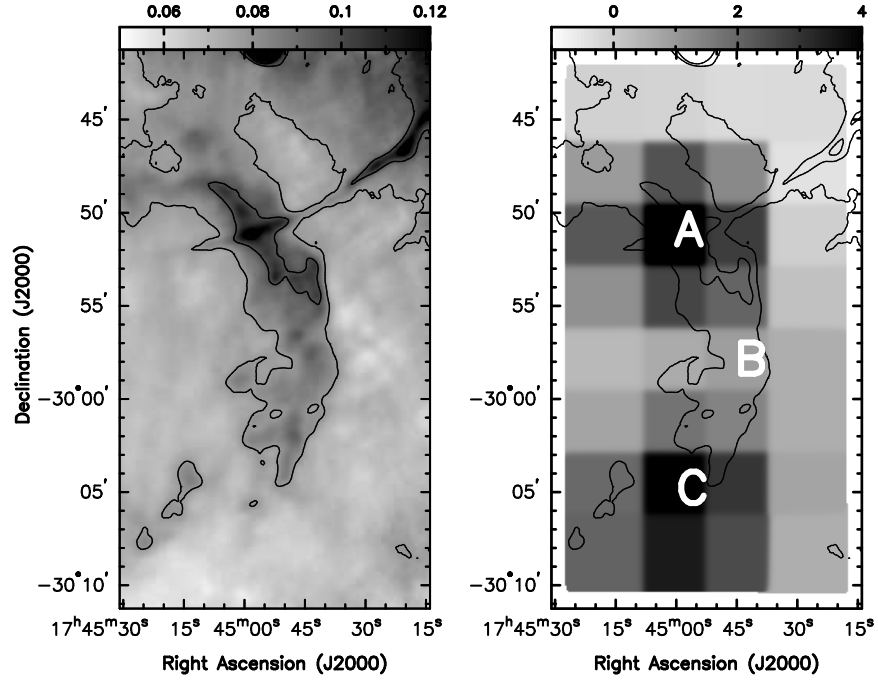 0.06 0.08 0.1 0.12
0 2 4
45′
50′
55′
−30°00′
05′
−30°10′
Declination (J2000)
17ʰ45ᵐ30ˢ 15ˢ 45ᵐ00ˢ 45ˢ 30ˢ 15ˢ
Right Ascension (J2000)
45′
50′
A
55′
B
−30°00′
C
05′
−30°10′
17ʰ45ᵐ30ˢ 15ˢ 45ᵐ00ˢ 45ˢ 30ˢ 15ˢ
Right Ascension (J2000)